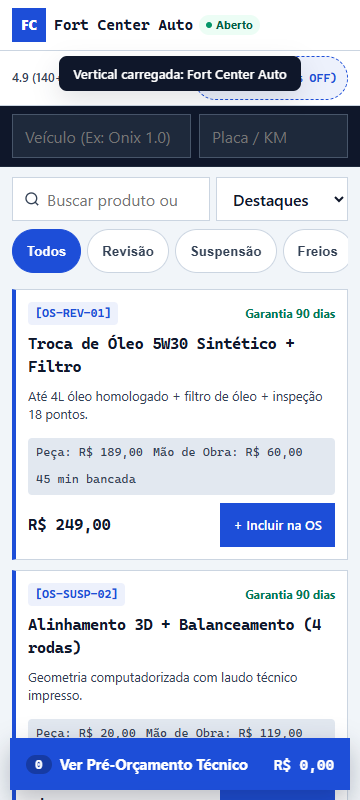 FC Fort Center Auto Aberto
4.9 (140+
OFF)
Vertical carregada: Fort Center Auto
Veículo (Ex: Onix 1.0) Placa / KM
Buscar produto ou Destaques
Todos Revisão Suspensão Freios
[OS-REV-01] Garantia 90 dias
Troca de Óleo 5W30 Sintético +
Filtro
Até 4L óleo homologado + filtro de óleo + inspeção
18 pontos.
Peça: R$ 189,00 Mão de Obra: R$ 60,00
45 min bancada
R$ 249,00 + Incluir na OS
[OS-SUSP-02] Garantia 90 dias
Alinhamento 3D + Balanceamento (4
rodas)
Geometria computadorizada com laudo técnico
impresso.
Peça: R$ 20,00 Mão de Obra: R$ 119,00
0 Ver Pré-Orçamento Técnico R$ 0,00